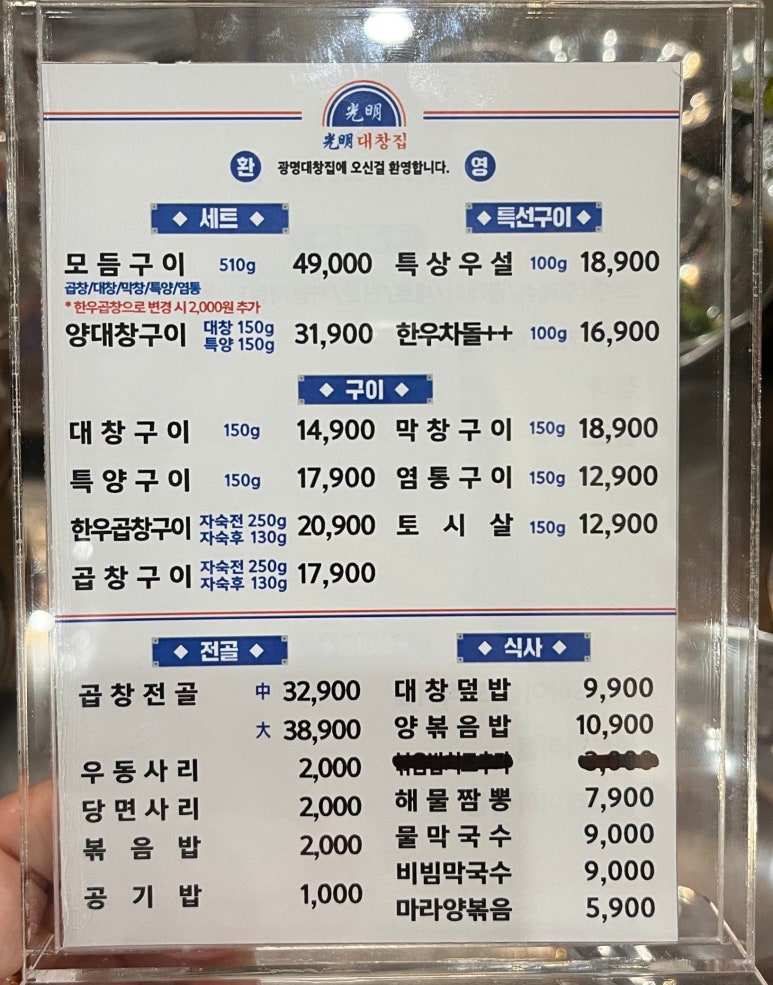 光明
光明대창집
환 광명대창집에 오신걸 환영합니다. 영
세트
모듬구이 510g 49,000
곱창/대창/막창/특양/염통
* 한우곱창으로 변경 시 2,000원 추가
양대창구이 대창 150g 특양 150g 31,900
특선구이
특상우설 100g 18,900
한우차돌++ 100g 16,900
구이
대창구이 150g 14,900
특양구이 150g 17,900
한우곱창구이 자숙전 250g 자숙후 130g 20,900
곱창구이 자숙전 250g 자숙후 130g 17,900
막창구이 150g 18,900
염통구이 150g 12,900
토시살 150g 12,900
전골
곱창전골 中 32,900
大 38,900
우동사리 2,000
당면사리 2,000
볶음밥 2,000
공기밥 1,000
식사
대창덮밥 9,900
양볶음밥 10,900
해물짬뽕 7,900
물막국수 9,000
비빔막국수 9,000
마라양볶음 5,900